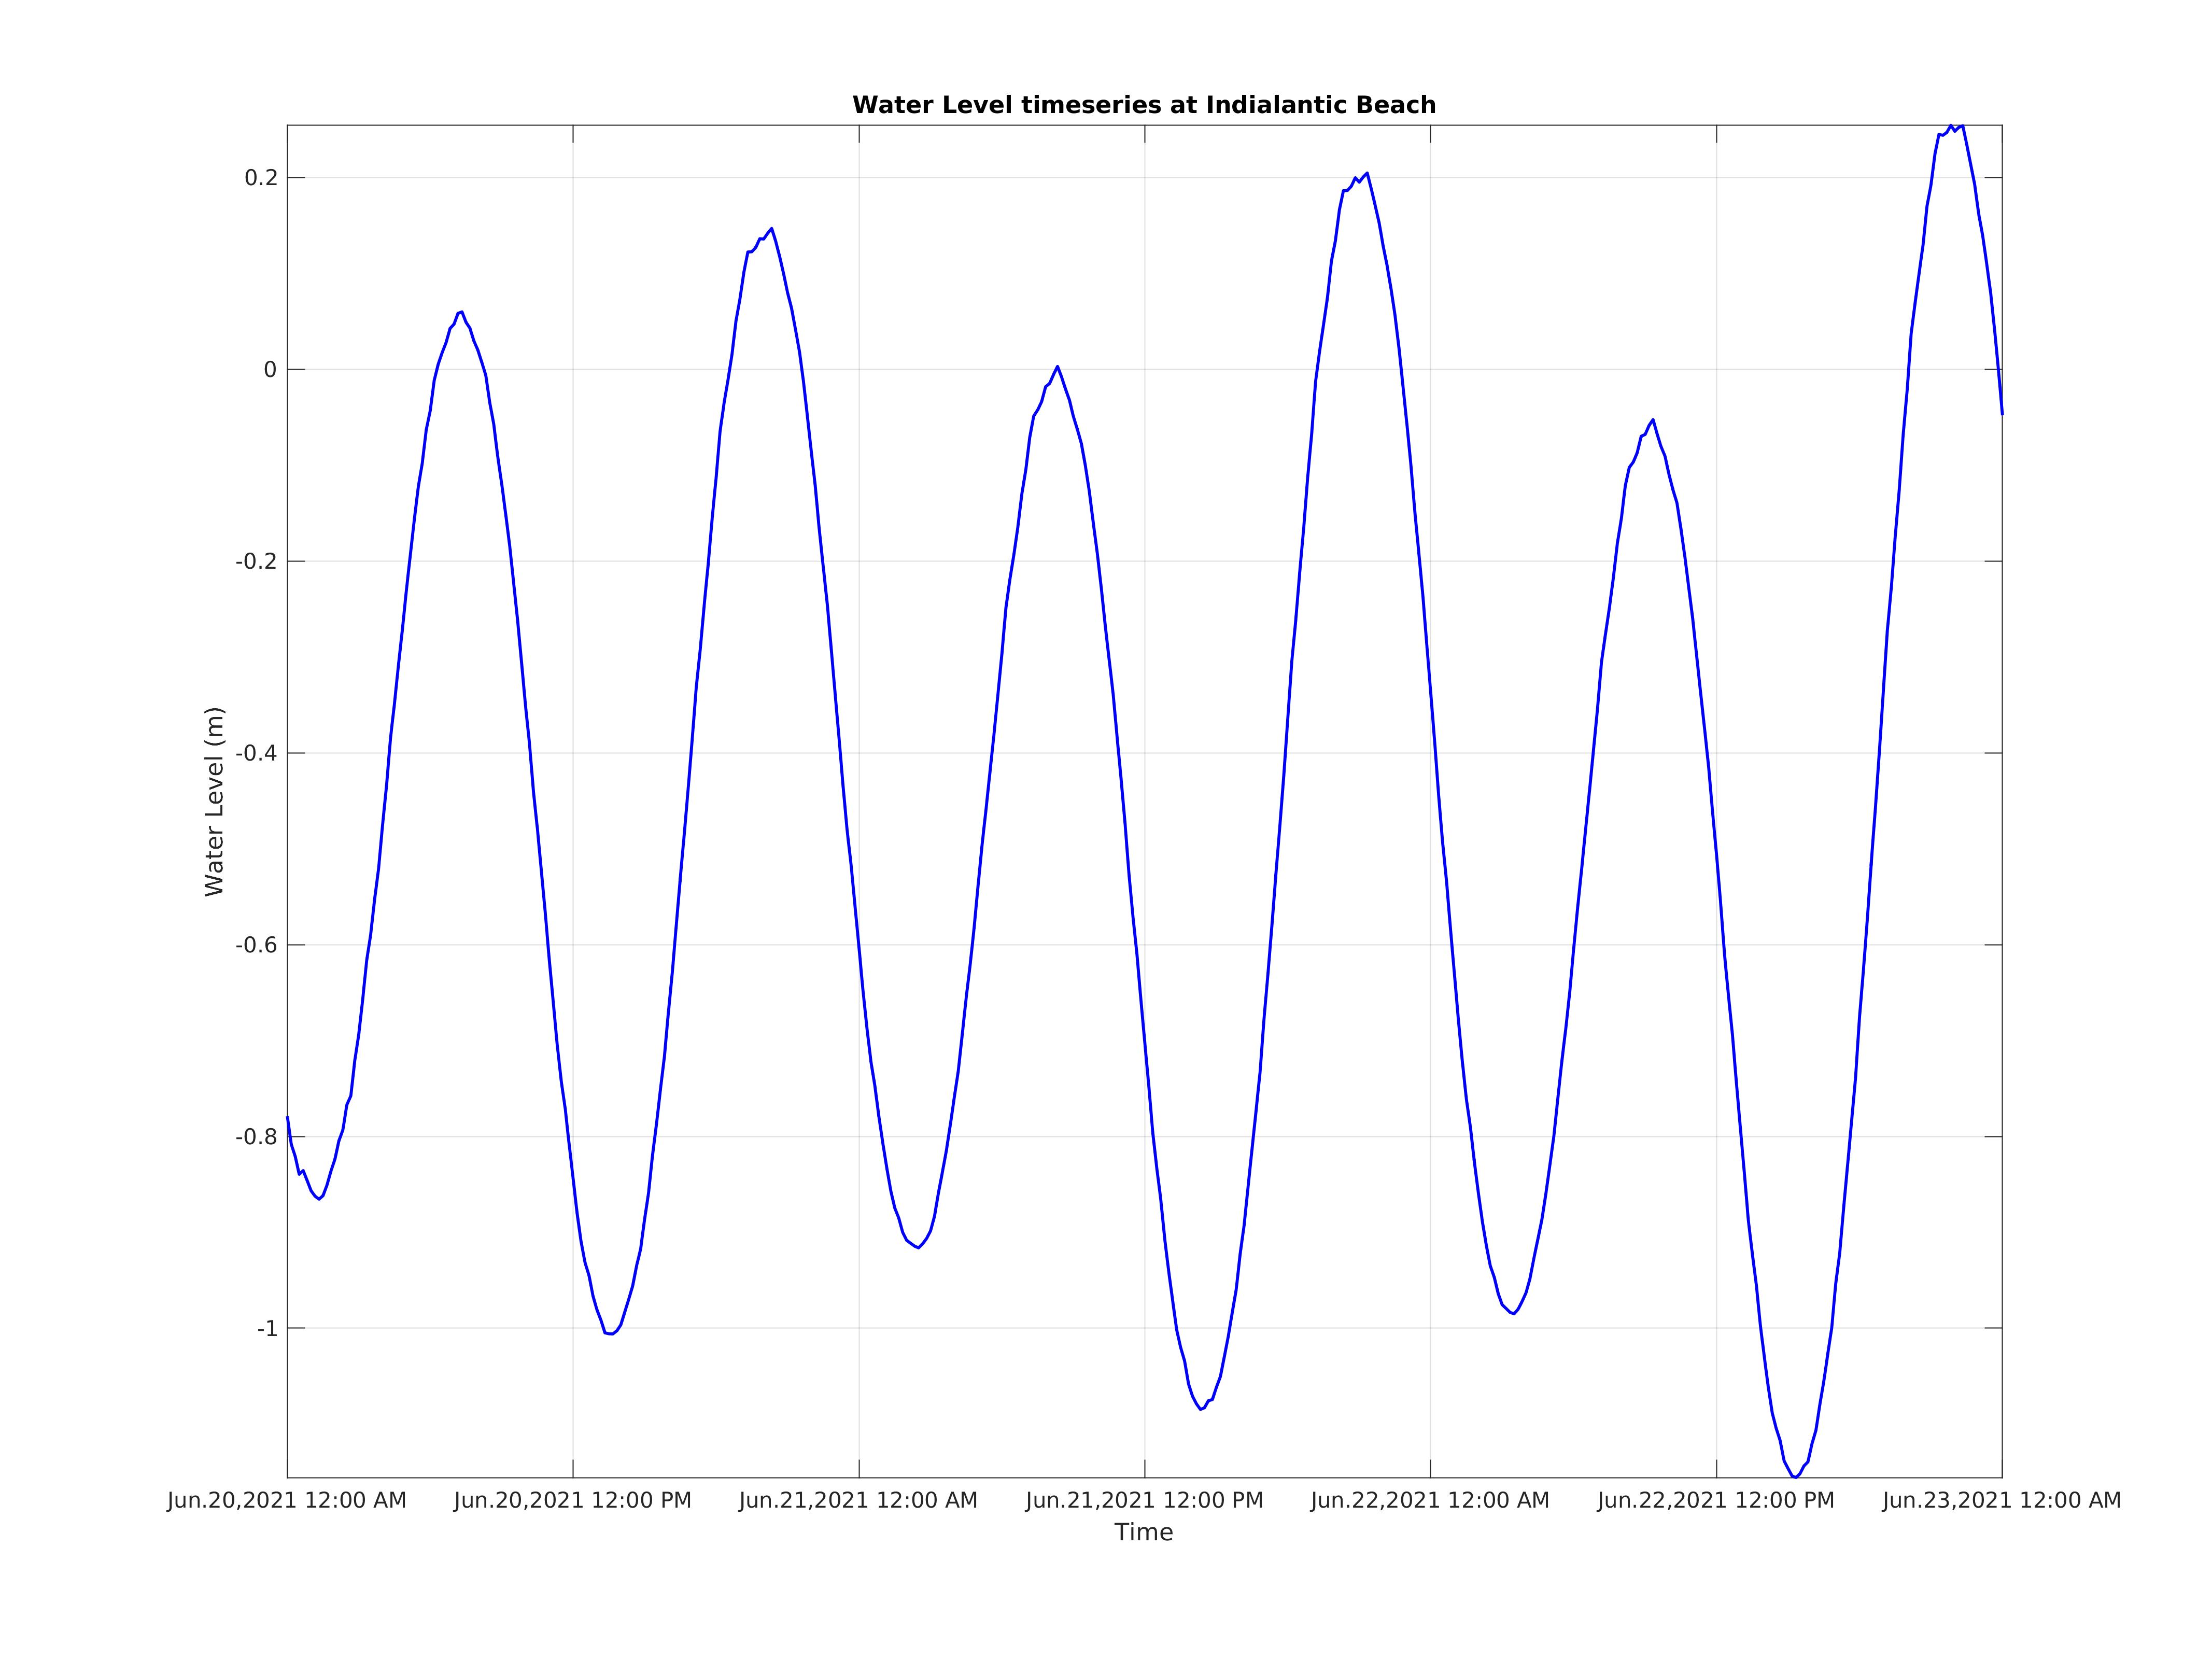 Water Level timeseries at Indialantic Beach
0.2
0
-0.2
-0.4
-0.6
-0.8
-1
Water Level (m)
Jun.20,2021 12:00 AM Jun.20,2021 12:00 PM Jun.21,2021 12:00 AM Jun.21,2021 12:00 PM Jun.22,2021 12:00 AM Jun.22,2021 12:00 PM Jun.23,2021 12:00 AM
Time